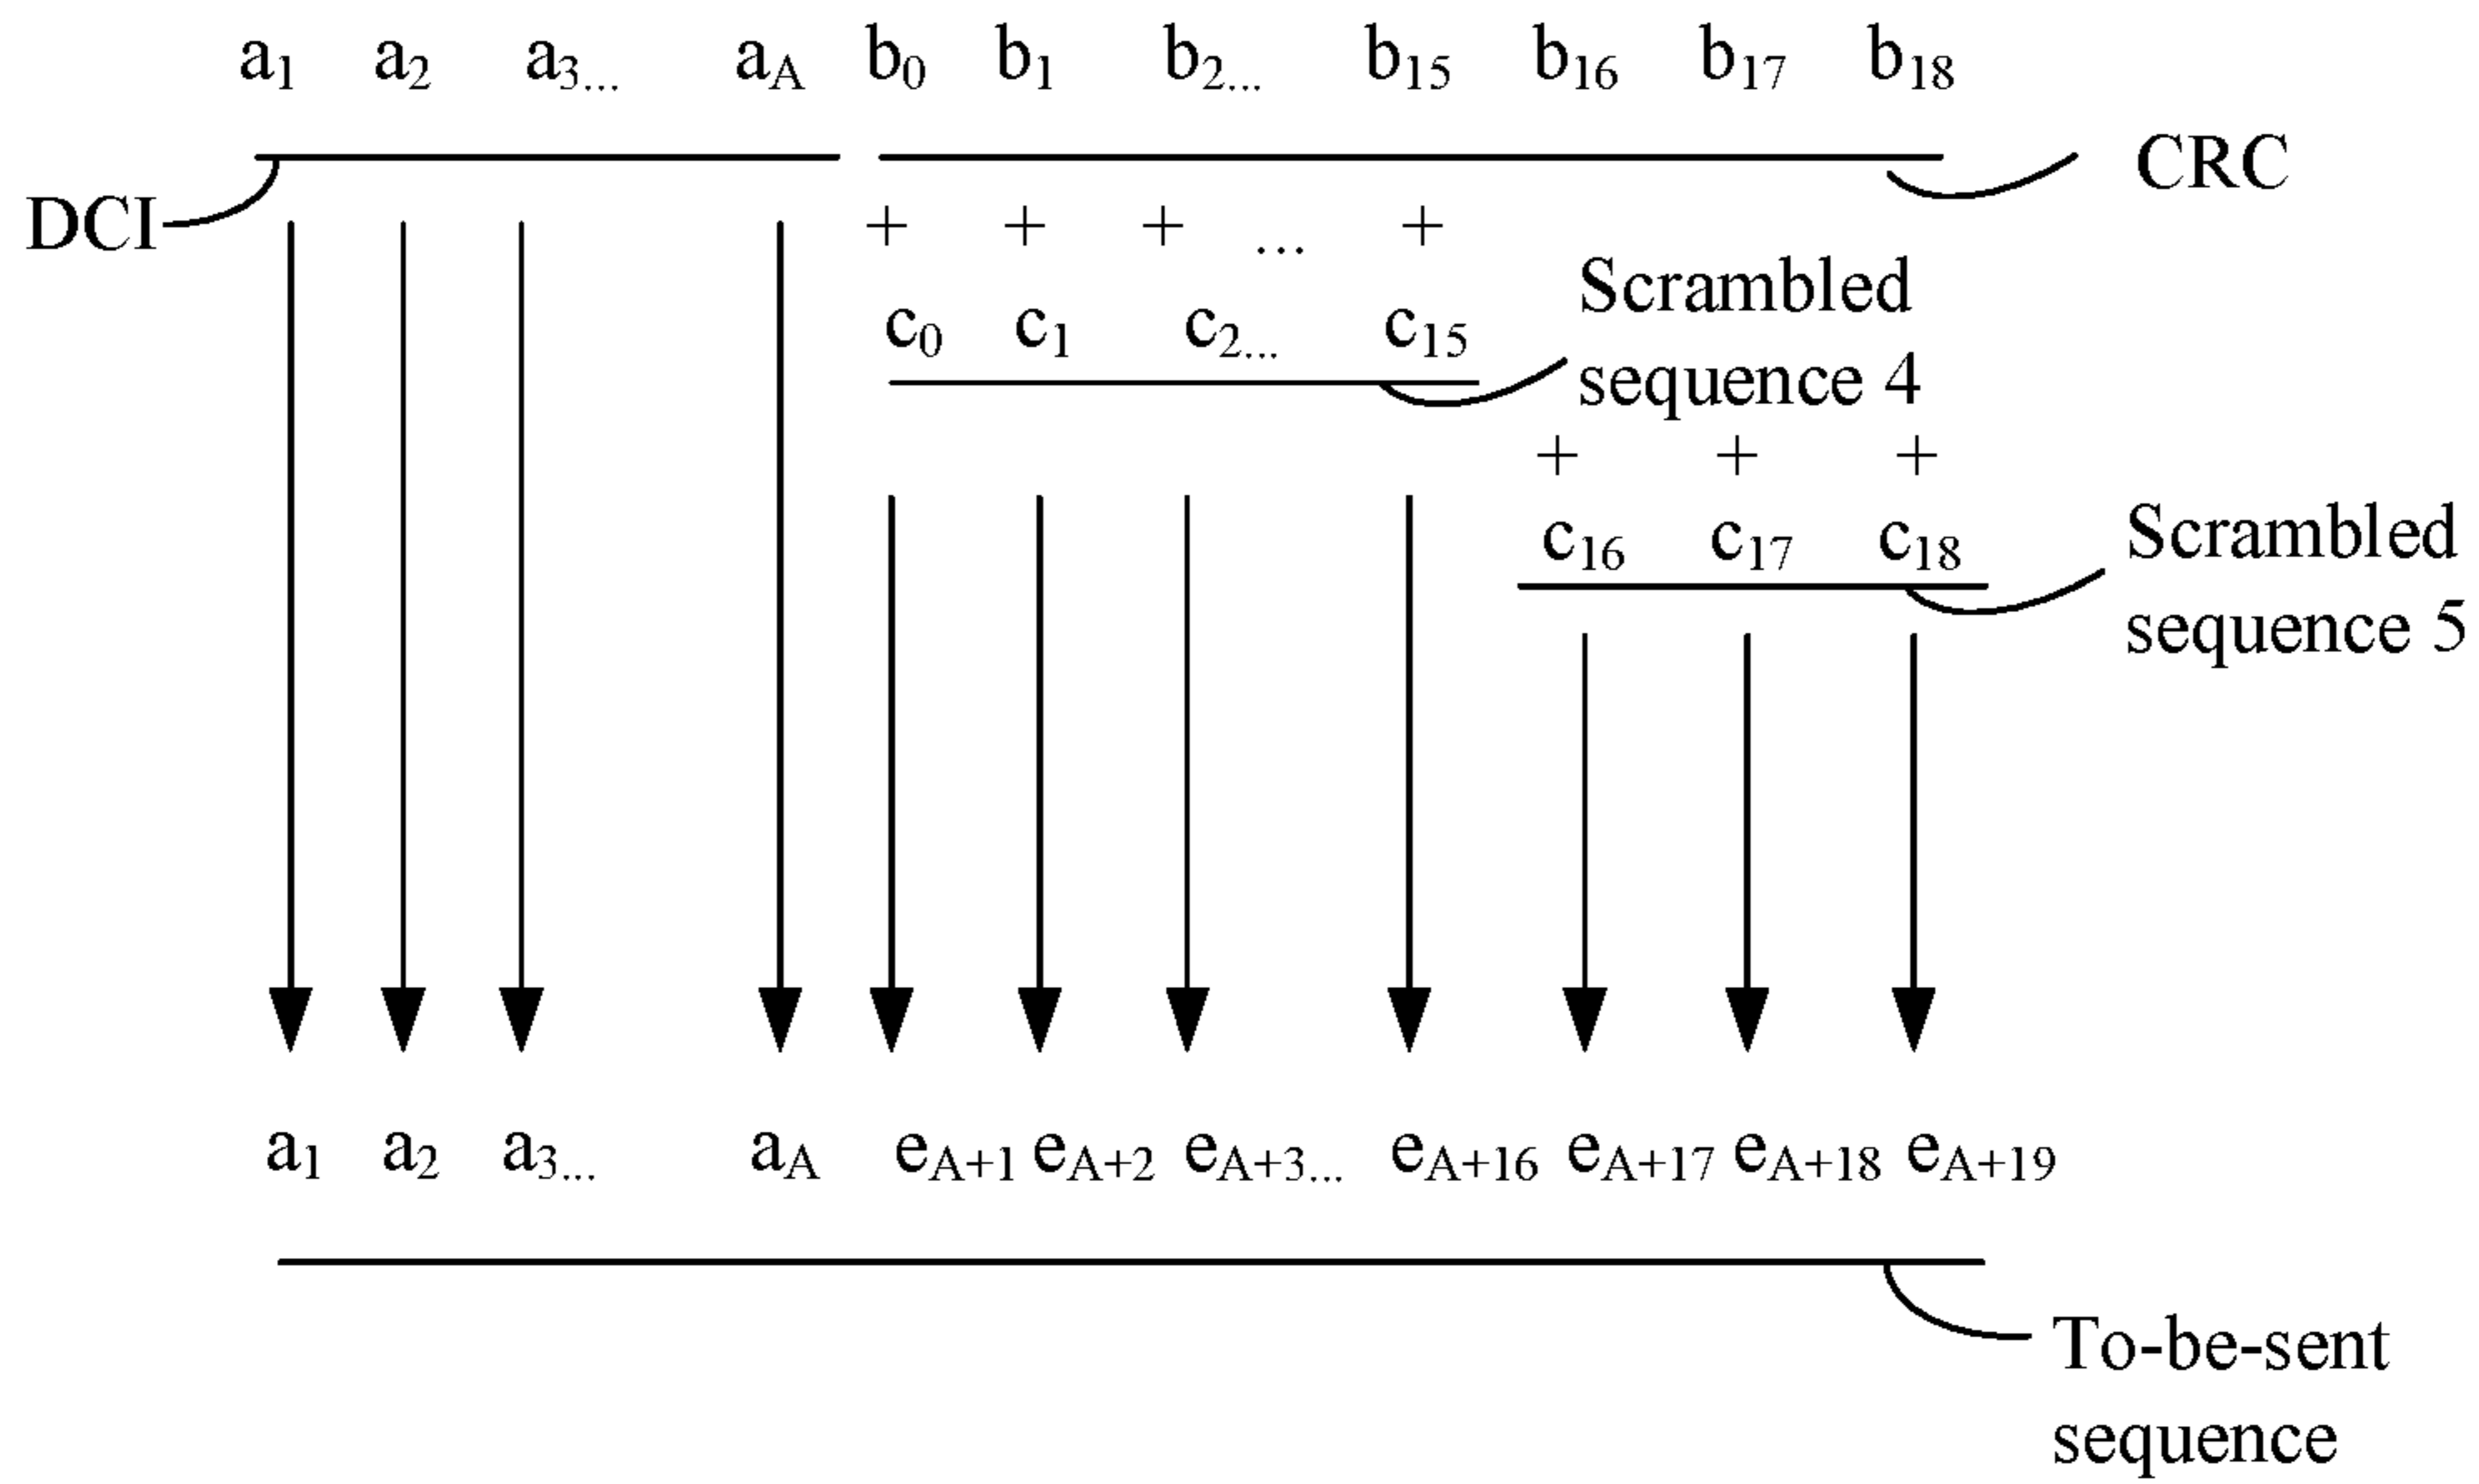 a1 a2 a3... aA b0 b1 b2... b15 b16 b17 b18
CRC
DCI
+ + + ... +
Scrambled
sequence 4
c0 c1 c2... c15
+ + +
c16 c17 c18
Scrambled
sequence 5
a1 a2 a3... aA eA+1 eA+2 eA+3... eA+16 eA+17 eA+18 eA+19
To-be-sent
sequence